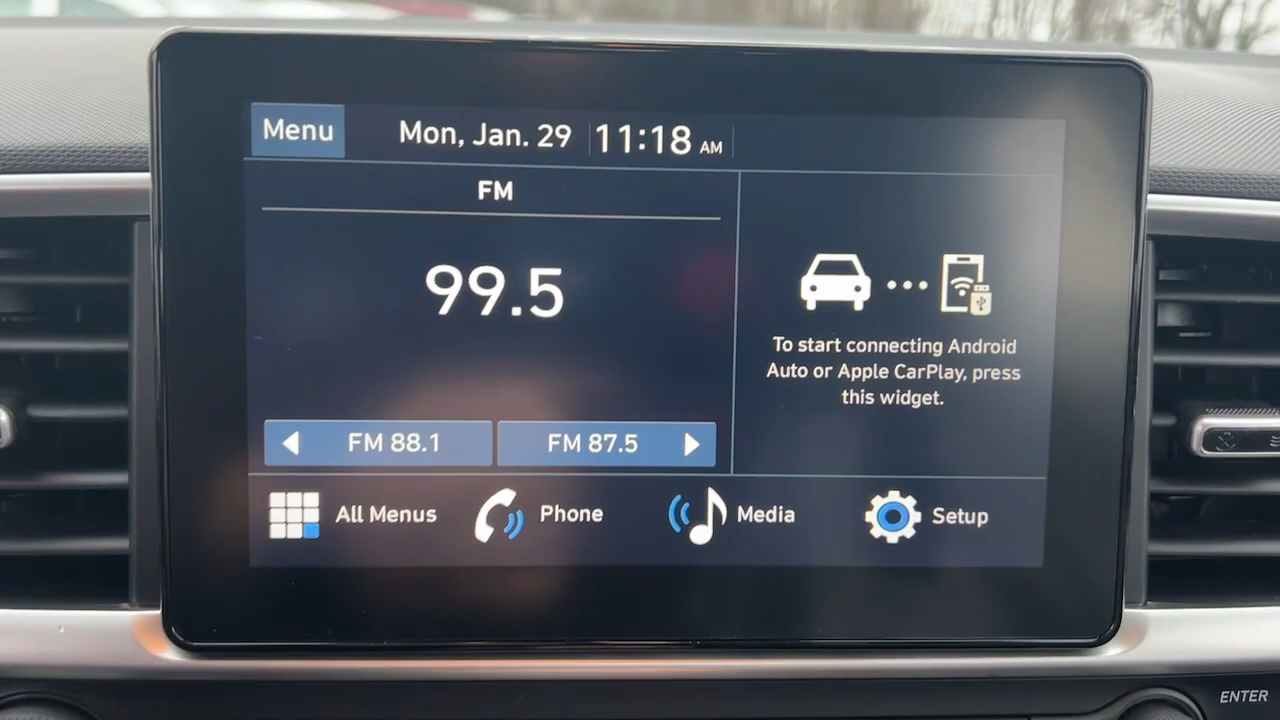 Menu
Mon, Jan. 29
11:18 AM
FM
99.5
FM 88.1
FM 87.5
To start connecting Android
Auto or Apple CarPlay, press
this widget.
All Menus
Phone
Media
Setup
ENTER